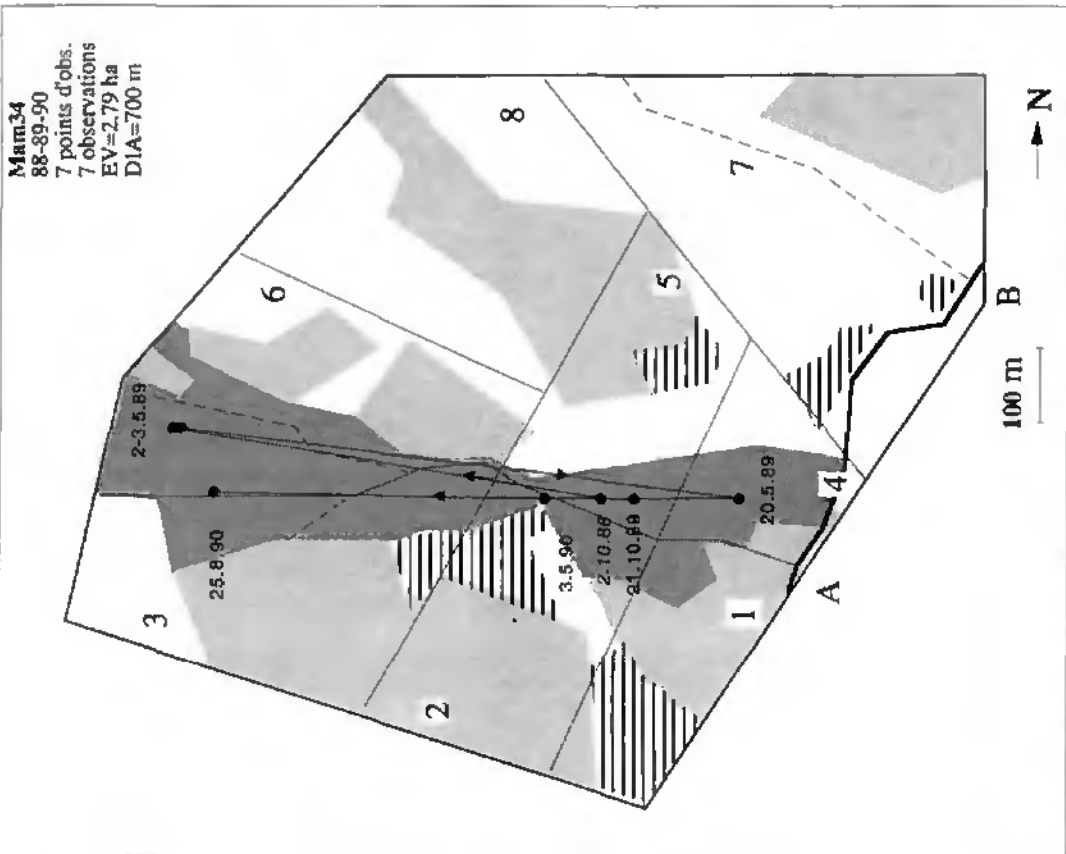 Mam34
88-89-90
7 points d'obs.
7 observations
EV=2.79 ha
DIA=700 m
8
7
N
6
5
2-3.5.89
B
100 m
25.8.90
3.5.90
2.10.88
21.10.89
20.5.89
4
3
2
1
A